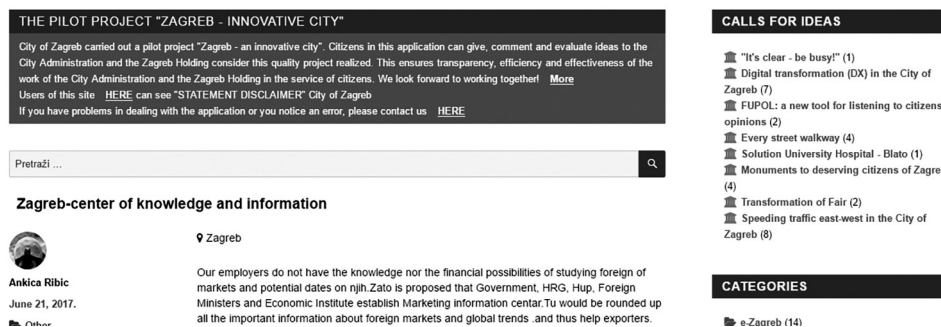 THE PILOT PROJECT "ZAGREB - INNOVATIVE CITY"
City of Zagreb carried out a pilot project "Zagreb - an innovative city". Citizens in this application can give, comment and evaluate ideas to the
City Administration and the Zagreb Holding consider this quality project realized. This ensures transparency, efficiency and effectiveness of the
work of the City Administration and the Zagreb Holding in the service of citizens. We look forward to working together! More
Users of this site HERE can see "STATEMENT DISCLAIMER" City of Zagreb
If you have problems in dealing with the application or you notice an error, please contact us HERE
Pretraži ...
Zagreb-center of knowledge and information
Zagreb
Ankica Ribic
June 21, 2017.
Other
Our employers do not have the knowledge nor the financial possibilities of studying foreign of
markets and potential dates on njih.Zato is proposed that Government, HRG, Hup, Foreign
Ministers and Economic Institute establish Marketing information centar.Tu would be rounded up
all the important information about foreign markets and global trends .and thus help exporters.
CALLS FOR IDEAS
"It's clear - be busy!" (1)
Digital transformation (DX) in the City of
Zagreb (7)
FUPOL: a new tool for listening to citizens
opinions (2)
Every street walkway (4)
Solution University Hospital - Blato (1)
Monuments to deserving citizens of Zagre
(4)
Transformation of Fair (2)
Speeding traffic east-west in the City of
Zagreb (8)
CATEGORIES
e-Zagreb (14)